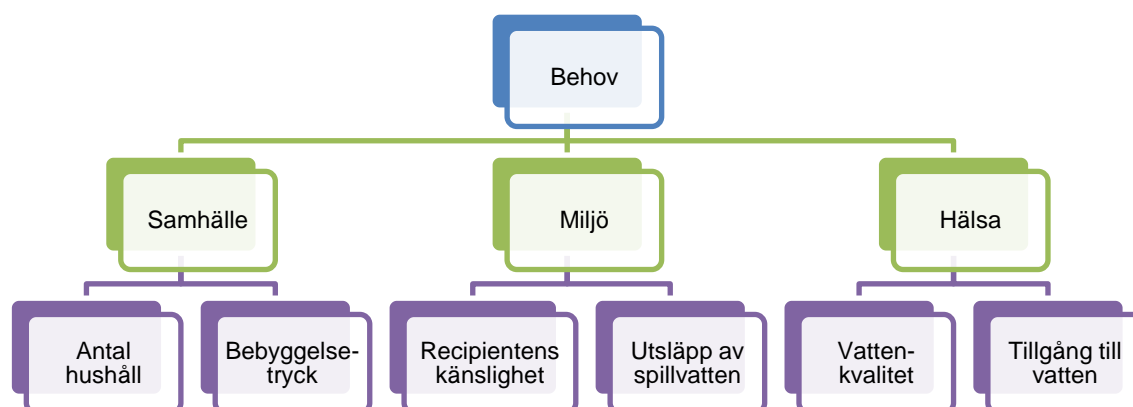 Behov
Samhälle
Miljö
Hälsa
Antal
hushåll
Bebyggelse-
tryck
Recipientens
känslighet
Utsläpp av
spillvatten
Vatten-
kvalitet
Tillgång till
vatten